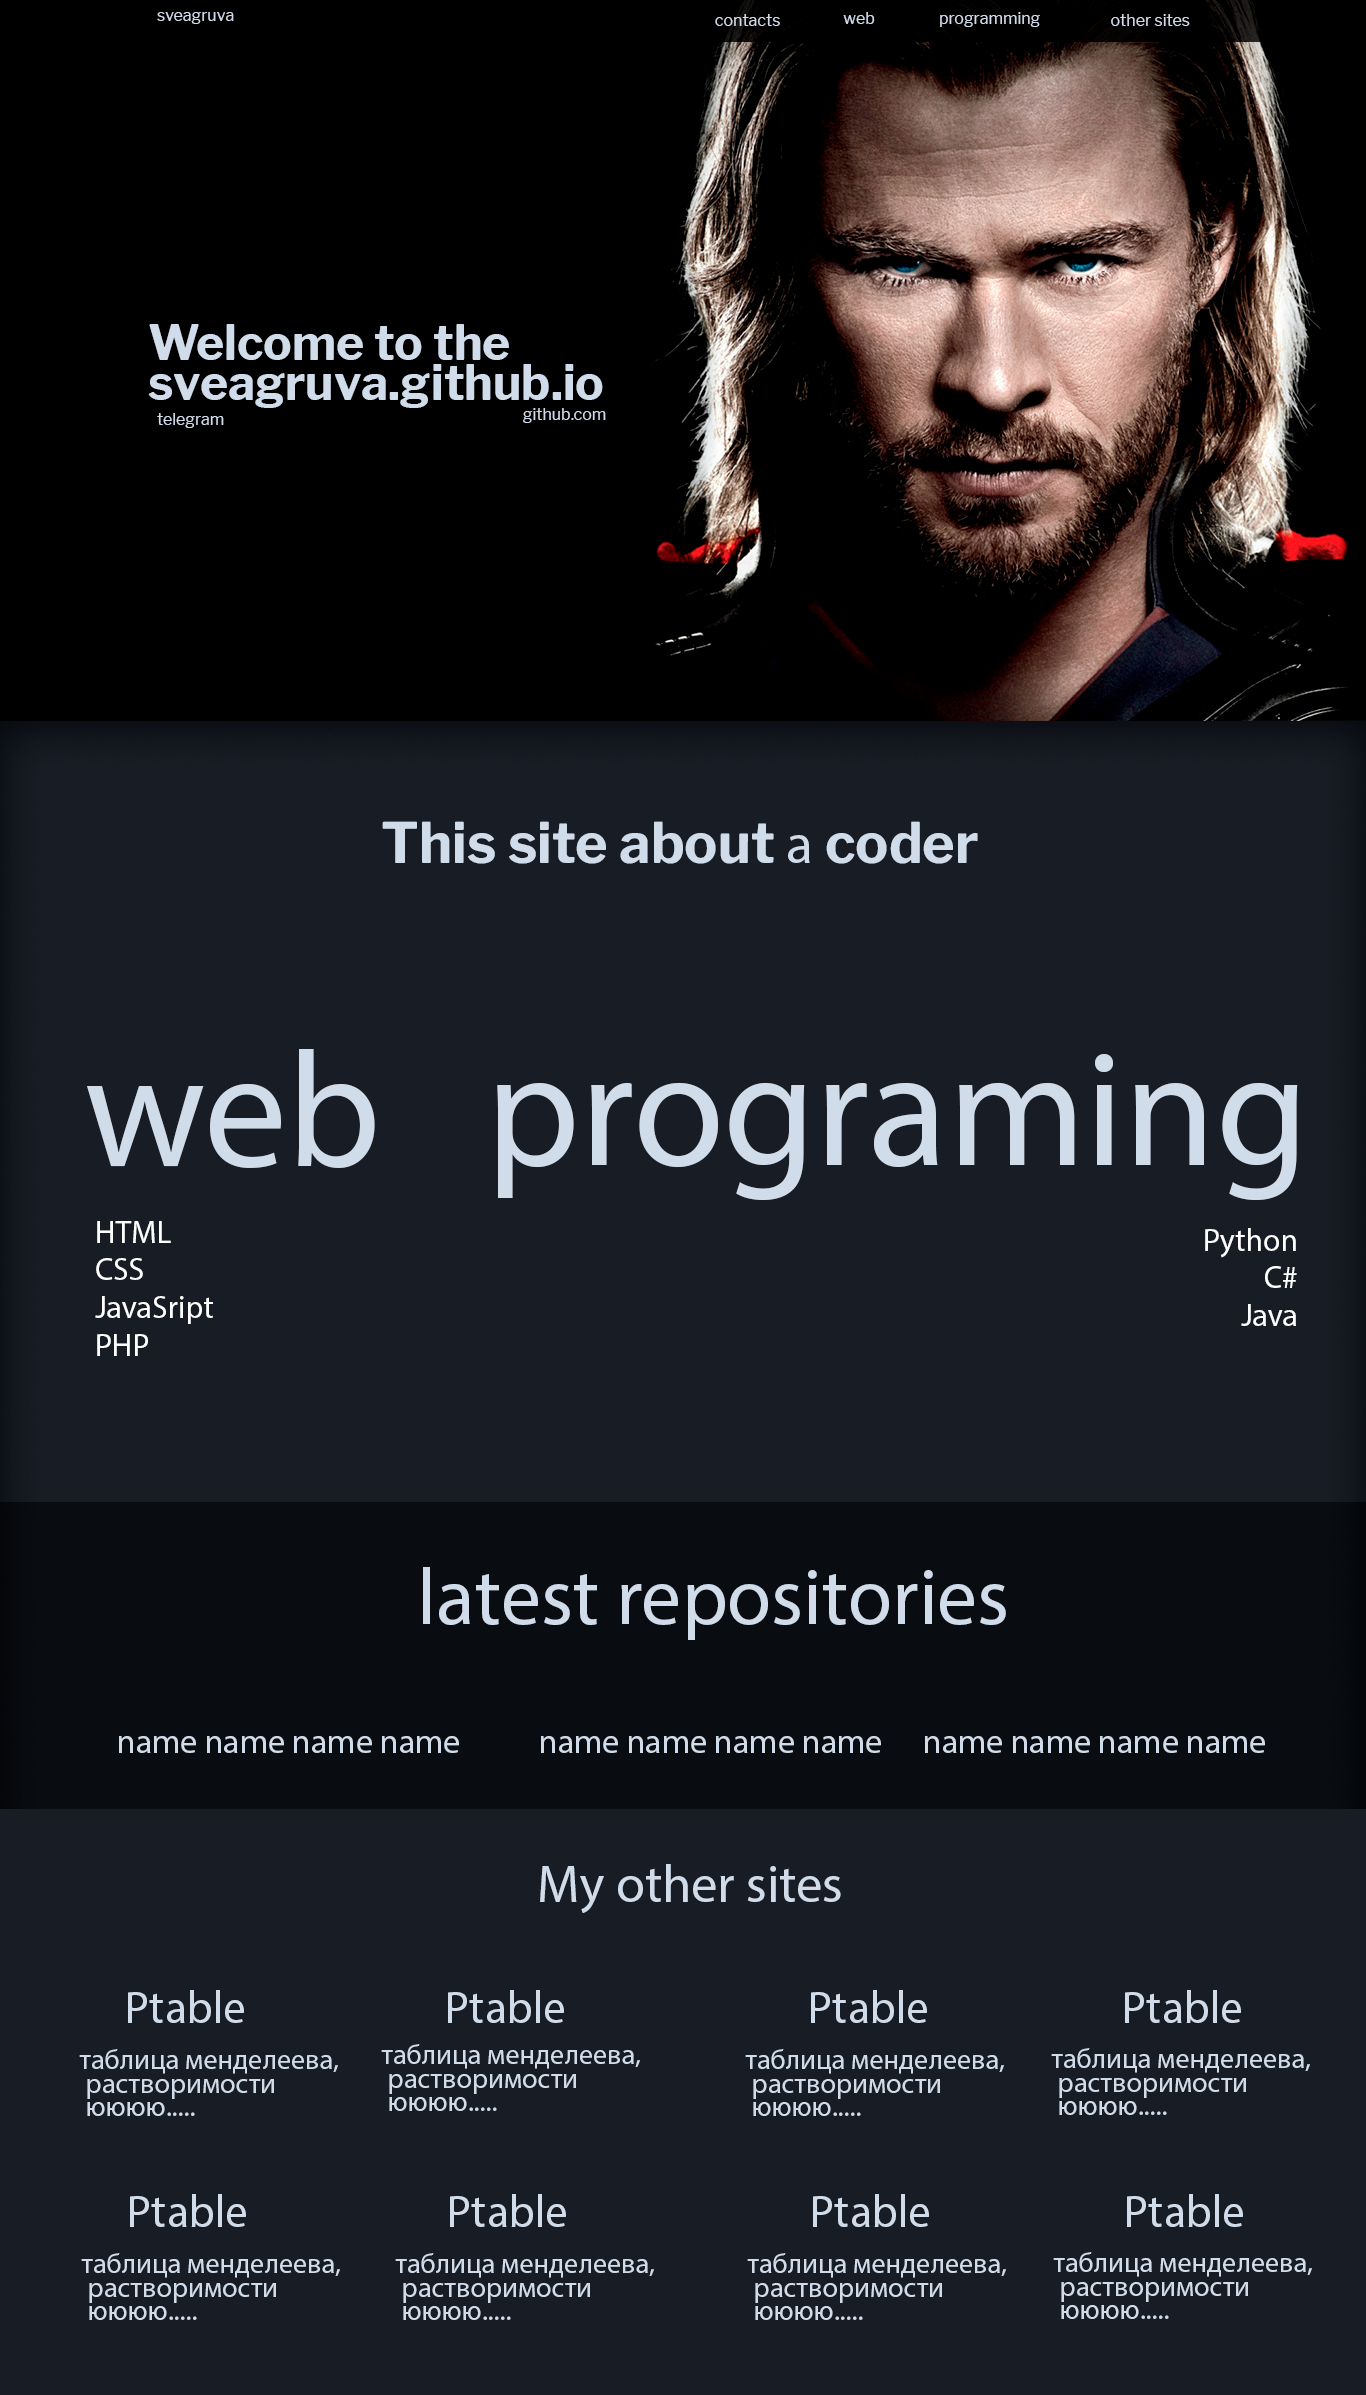 sveagruva
contacts web programming other sites
Welcome to the
sveagruva.github.io
telegram github.com
This site about a coder
web programing
HTML
CSS
JavaSript
PHP
Python
C#
Java
latest repositories
name name name name name name name name name name name name
My other sites
Ptable
таблица менделеева,
растворимости
юююю.....
Ptable
таблица менделеева,
растворимости
юююю.....
Ptable
таблица менделеева,
растворимости
юююю.....
Ptable
таблица менделеева,
растворимости
юююю.....
Ptable
таблица менделеева,
растворимости
юююю.....
Ptable
таблица менделеева,
растворимости
юююю.....
Ptable
таблица менделеева,
растворимости
юююю.....
Ptable
таблица менделеева,
растворимости
юююю.....